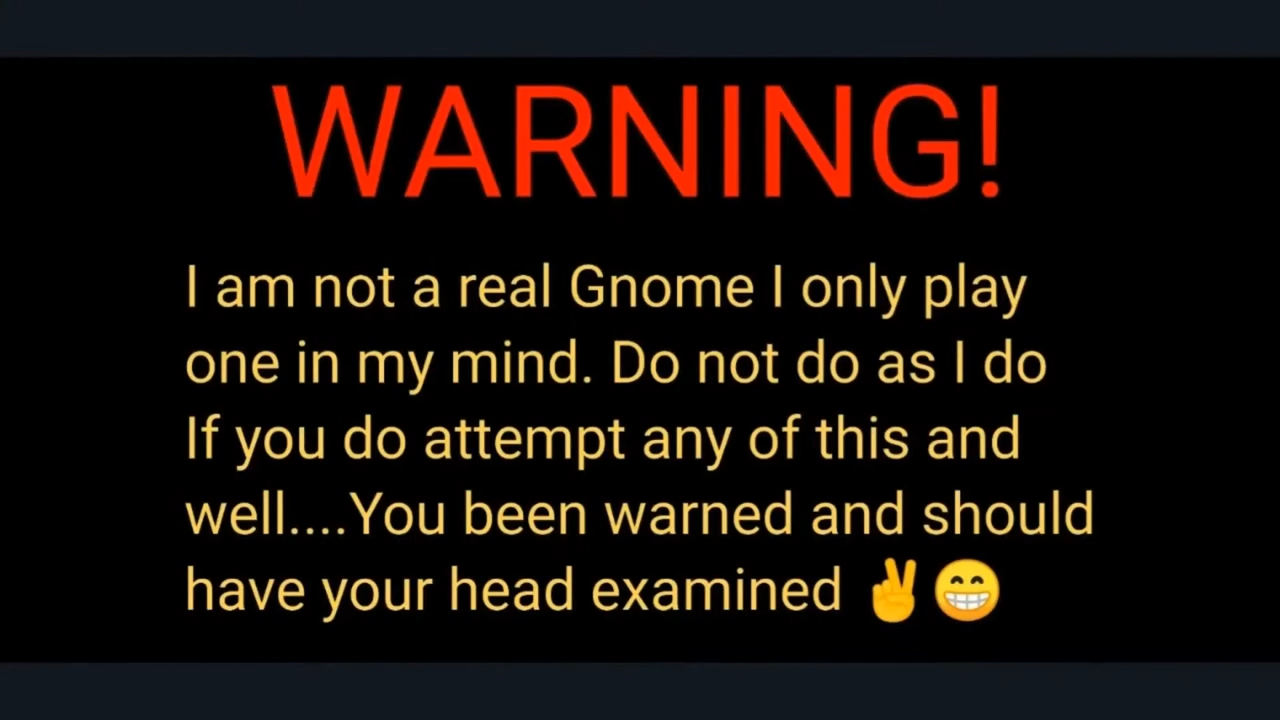 WARNING!
I am not a real Gnome I only play
one in my mind. Do not do as I do
If you do attempt any of this and
well....You been warned and should
have your head examined ✌️😁